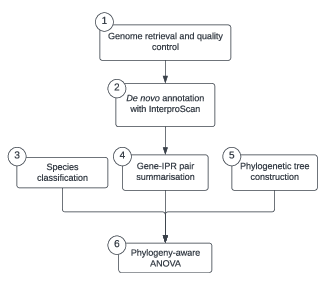 1
Genome retrieval and quality
control
2
De novo annotation
with InterproScan
3
Species
classification
4
Gene-IPR pair
summarisation
5
Phylogenetic tree
construction
6
Phylogeny-aware
ANOVA